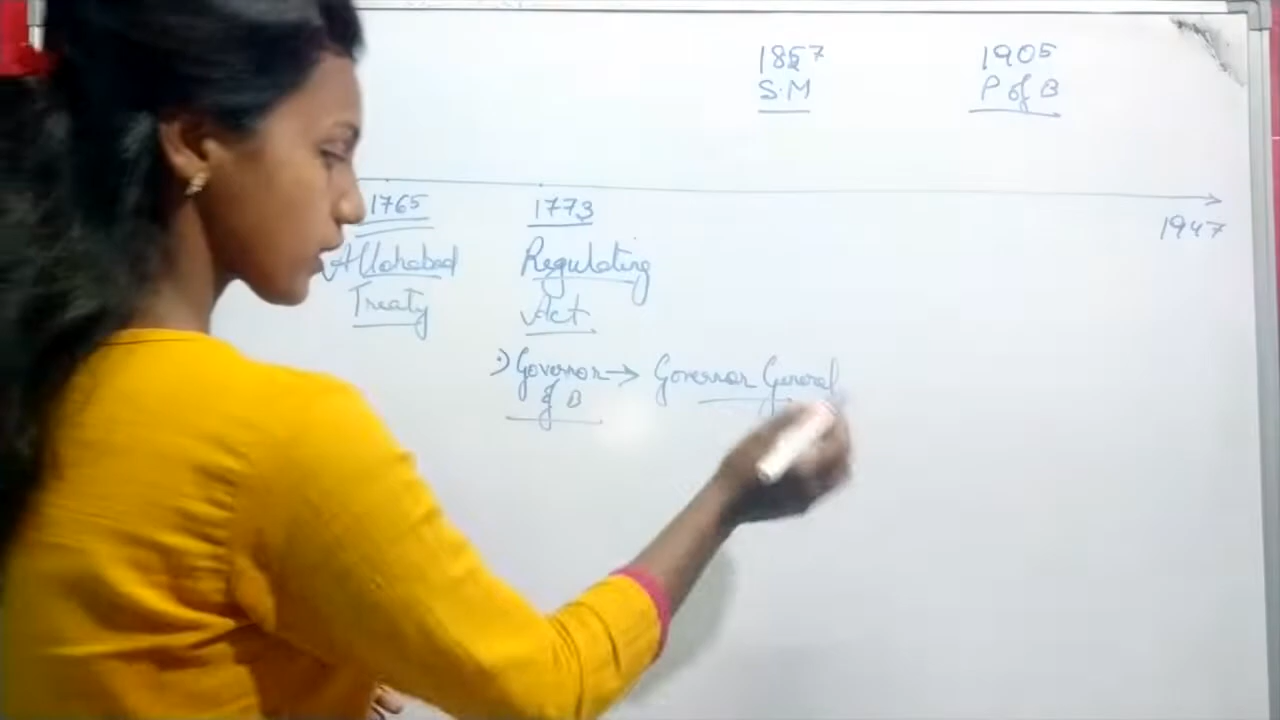 1857
S.M
1905
P of B
1947
1765
Allahabad
Treaty
1773
Regulating
Act
Governor → Governor General
of B